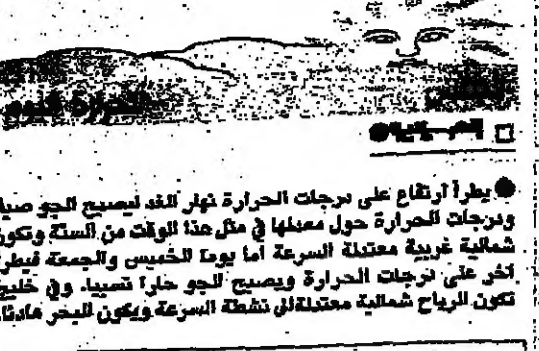 الحرارة
يطرأ ارتفاع على درجات الحرارة نهار الغد ليصبح الجو صيفيا
ودرجات الحرارة حول معدلها في مثل هذا الوقت من السنة وتكون
شمالية غربية معتدلة السرعة أما يوما الخميس والجمعة فيطرأ
آخر على درجات الحرارة ويصبح الجو حارا نسبيا. وفي خليج
تكون الرياح شمالية معتدلة الى نشطة السرعة ويكون البحر هادئا.